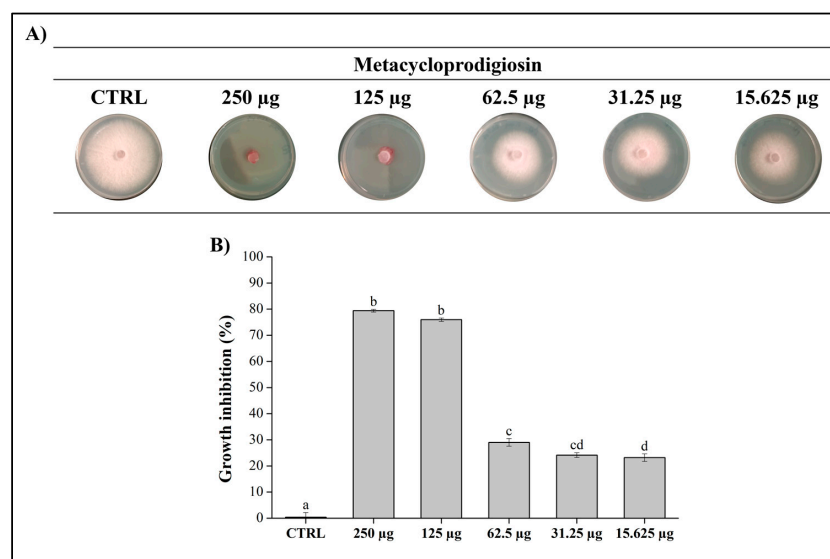 A)
Metacycloprodigiosin
CTRL 250 µg 125 µg 62.5 µg 31.25 µg 15.625 µg
B)
Growth inhibition (%)
100
90
80
70
60
50
40
30
20
10
0
a
b
b
c
cd
d
CTRL 250 µg 125 µg 62.5 µg 31.25 µg 15.625 µg